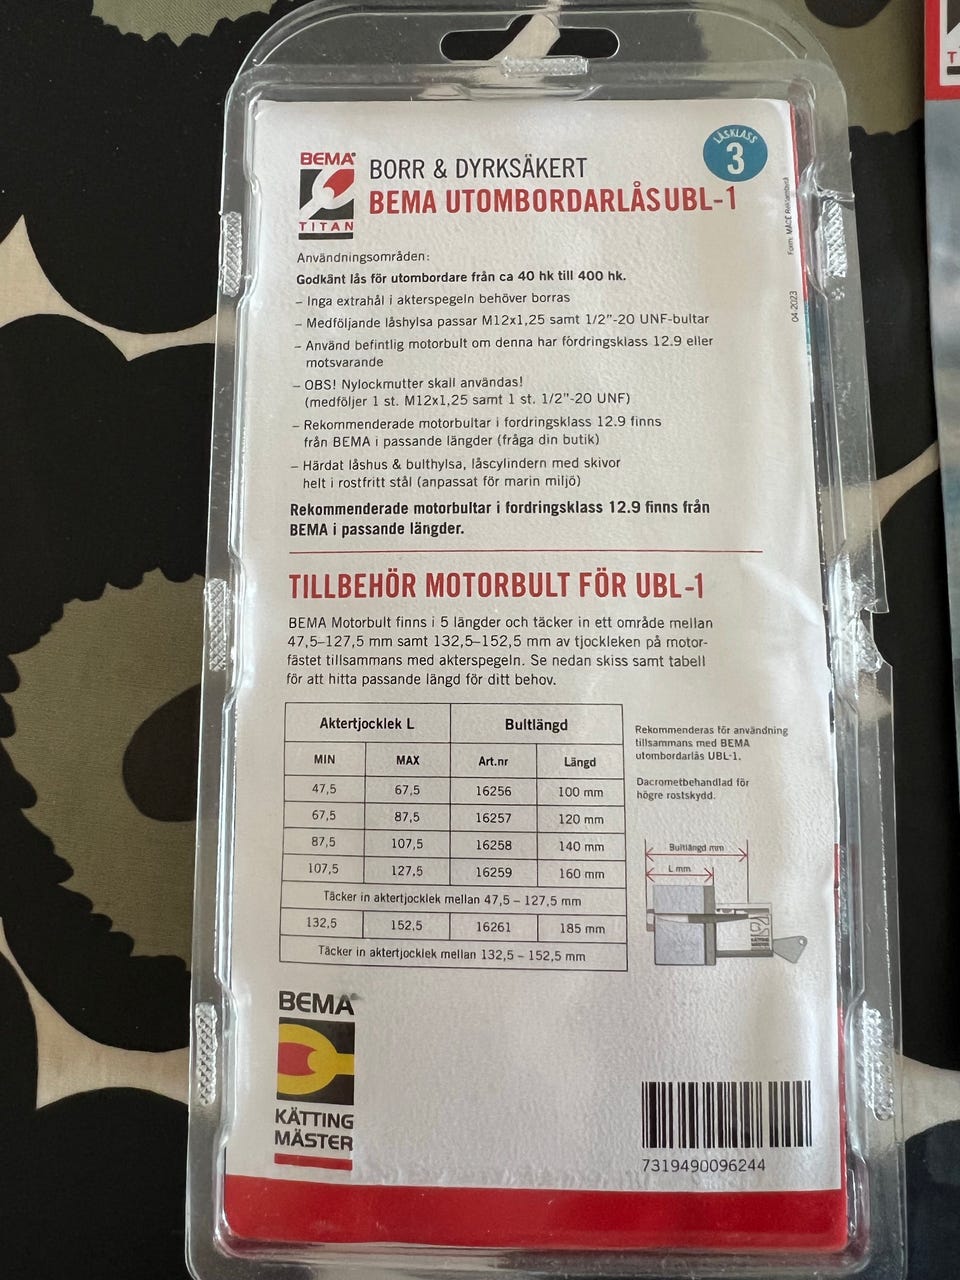 BEMA®
TITAN
BORR & DYRKSÄKERT
BEMA UTOMBORDARLÅS UBL-1
LÅSKLASS
3
Användningsområden:
Godkänt lås för utombordare från ca 40 hk till 400 hk.
– Inga extrahål i akterspegeln behöver borras
– Medföljande låshylsa passar M12x1,25 samt 1/2"-20 UNF-bultar
– Använd befintlig motorbult om denna har fordringsklass 12.9 eller
motsvarande
– OBS! Nylockmutter skall användas!
(medföljer 1 st. M12x1,25 samt 1 st. 1/2"-20 UNF)
– Rekommenderade motorbultar i fordringsklass 12.9 finns
från BEMA i passande längder (fråga din butik)
– Härdat låshus & bulthylsa, låscylindern med skivor
helt i rostfritt stål (anpassat för marin miljö)
Rekommenderade motorbultar i fordringsklass 12.9 finns från
BEMA i passande längder.
Form: MACE Reklambyrå
04-2023
TILLBEHÖR MOTORBULT FÖR UBL-1
BEMA Motorbult finns i 5 längder och täcker in ett område mellan
47,5–127,5 mm samt 132,5–152,5 mm av tjockleken på motor-
fästet tillsammans med akterspegeln. Se nedan skiss samt tabell
för att hitta passande längd för ditt behov.
Aktertjocklek L Bultlängd
MIN MAX Art.nr Längd
47,5 67,5 16256 100 mm
67,5 87,5 16257 120 mm
87,5 107,5 16258 140 mm
107,5 127,5 16259 160 mm
Täcker in aktertjocklek mellan 47,5 – 127,5 mm
132,5 152,5 16261 185 mm
Täcker in aktertjocklek mellan 132,5 – 152,5 mm
Rekommenderas för användning
tillsammans med BEMA
utombordarlås UBL-1.
Dacrometbehandlad för
högre rostskydd.
Bultlängd mm
L mm
KÄTTING
MÄSTER
BEMA®
KÄTTING
MÄSTER
7319490096244